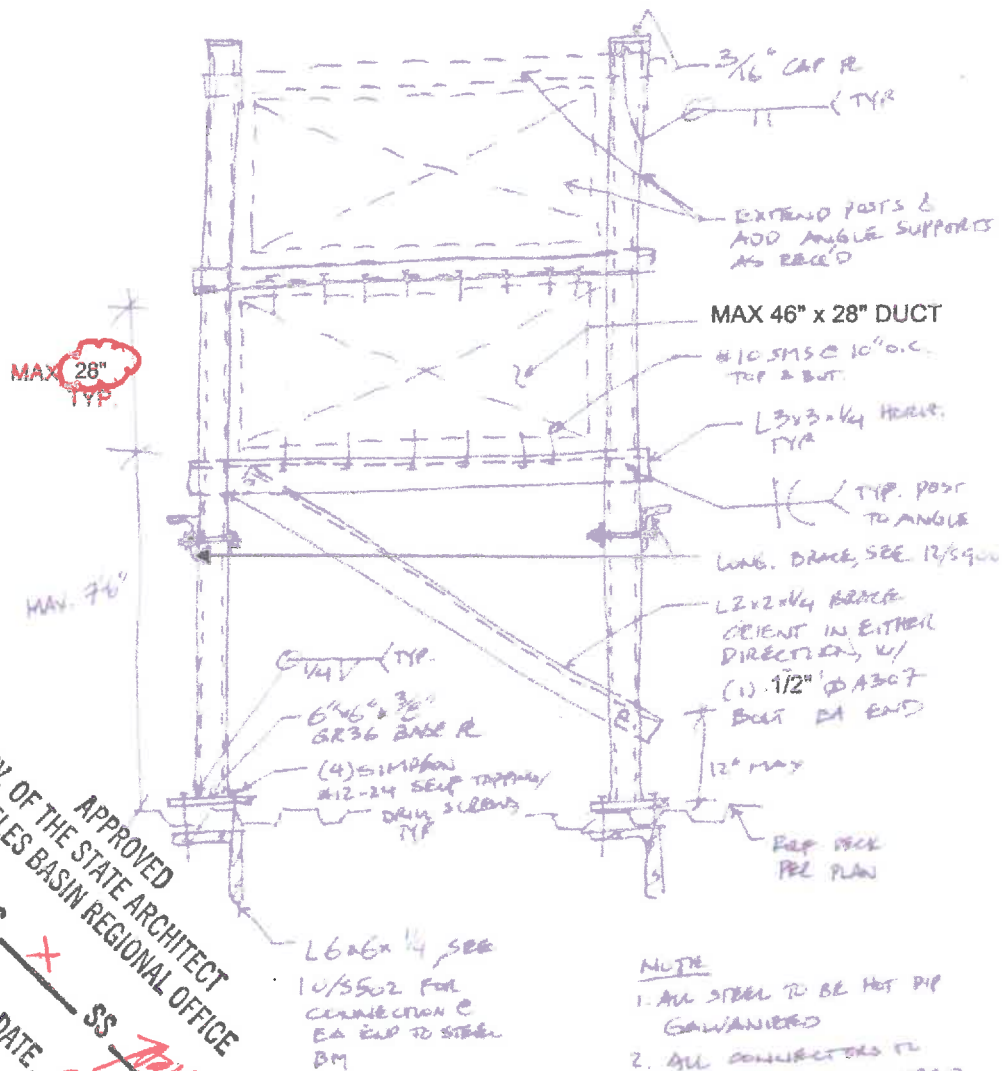 3/16" CAP PL
TYP
EXTEND POSTS &
ADD ANGLE SUPPORTS
AS REQ'D
MAX 46" x 28" DUCT
#10 SMS @ 10" O.C.
TOP & BOT.
L3x3x1/4 HORIZ.
TYP
TYP. POST
TO ANGLE
LONG. BRACE, SEE 12/S900
L2x2x1/4 BRACE
ORIENT IN EITHER
DIRECTION, W/
(1) 1/2" Ø A307
BOLT EA END
12" MAX
ROOF DECK
PER PLAN
MAX 28"
TYP.
MAX. 7'6"
1/4 TYP.
6"x6"x3/8"
GR36 BASE PL
(4) SIMPSON
#12-24 SELF TAPPING/
DRILL SCREWS
TYP
L6x6x1/4, SEE
10/S502 FOR
CONNECTION @
EA END TO STEEL
BM
NOTE
1. ALL STEEL TO BE HOT DIP
GALVANIZED
2. ALL CONNECTORS TO
APPROVED
OF THE STATE ARCHITECT
BASIN REGIONAL OFFICE
SS
DATE